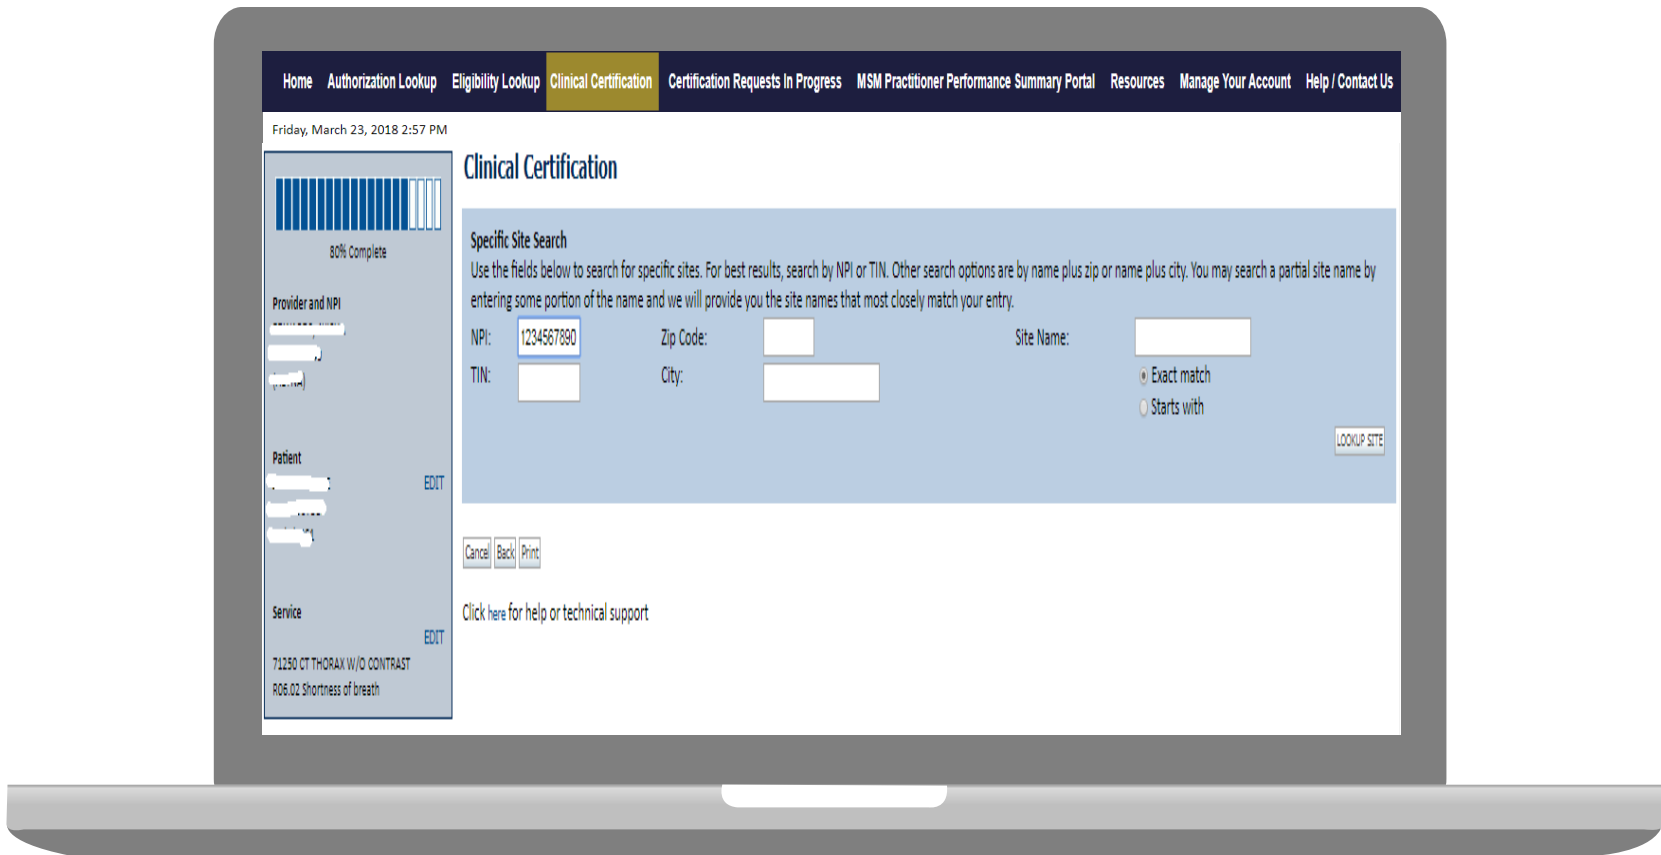 Home Authorization Lookup Eligibility Lookup Clinical Certification Certification Requests In Progress MSM Practitioner Performance Summary Portal Resources Manage Your Account Help / Contact Us
Friday, March 23, 2018 2:57 PM
80% Complete
Provider and NPI
Patient
EDIT
Service
EDIT
71250 CT THORAX W/O CONTRAST
R06.02 Shortness of breath
Clinical Certification
Specific Site Search
Use the fields below to search for specific sites. For best results, search by NPI or TIN. Other search options are by name plus zip or name plus city. You may search a partial site name by
entering some portion of the name and we will provide you the site names that most closely match your entry.
NPI: 1234567890 Zip Code: Site Name:
TIN: City: Exact match
Starts with
LOOKUP SITE
Cancel Back Print
Click here for help or technical support